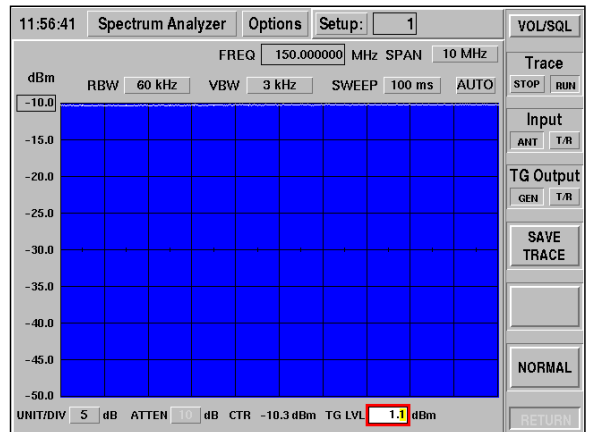 11:56:41 Spectrum Analyzer Options Setup: 1 VOL/SQL
FREQ 150.000000 MHz SPAN 10 MHz
dBm RBW 60 kHz VBW 3 kHz SWEEP 100 ms AUTO
Trace
STOP RUN
-10.0
-15.0
-20.0
-25.0
-30.0
-35.0
-40.0
-45.0
-50.0
Input
ANT T/R
TG Output
GEN T/R
SAVE
TRACE
NORMAL
UNIT/DIV 5 dB ATTEN 10 dB CTR -10.3 dBm TG LVL 1.1 dBm
RETURN